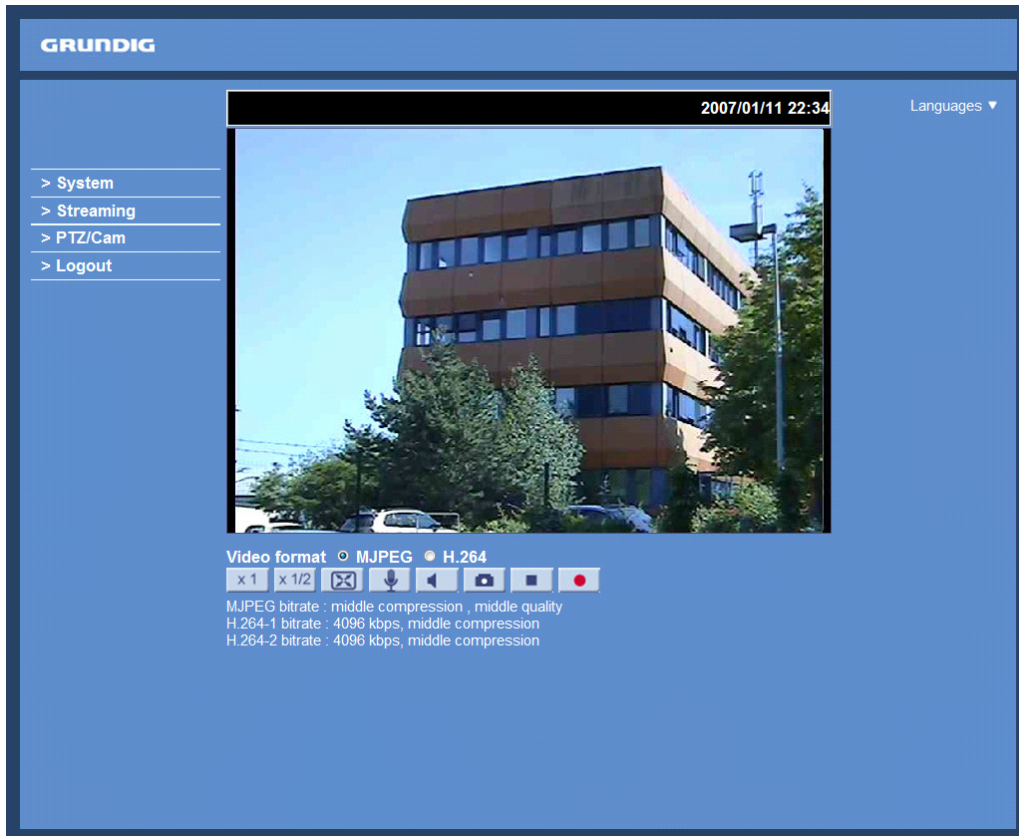 GRUNDIG
2007/01/11 22:34
Languages ▼
> System
> Streaming
> PTZ/Cam
> Logout
Video format MJPEG H.264
x 1 x 1/2
MJPEG bitrate : middle compression , middle quality
H.264-1 bitrate : 4096 kbps, middle compression
H.264-2 bitrate : 4096 kbps, middle compression